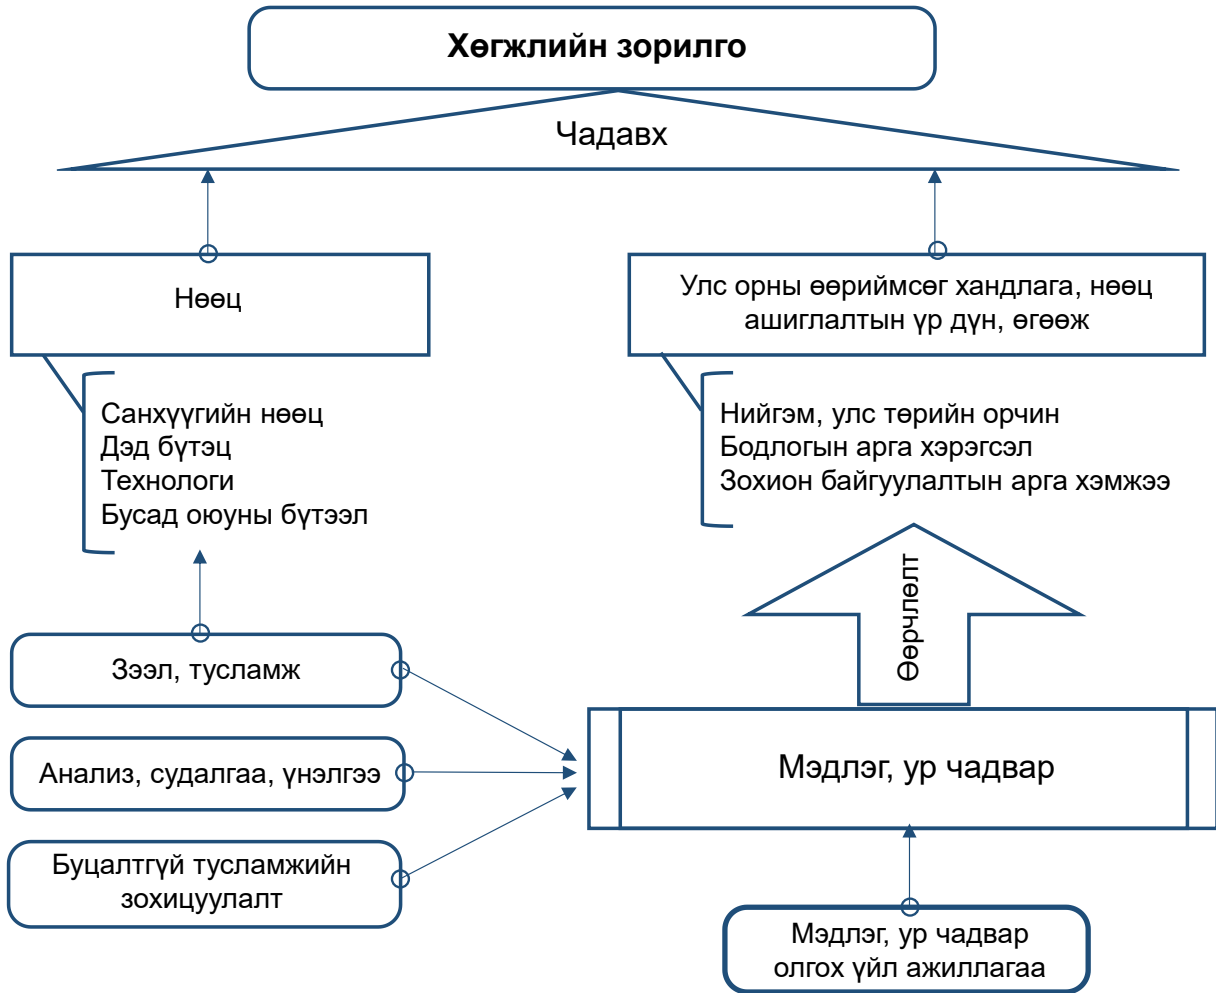 Хөгжлийн зорилго
Чадавх
Нөөц
Улс орны өөриймсөг хандлага, нөөц
ашиглалтын үр дүн, өгөөж
Санхүүгийн нөөц
Дэд бүтэц
Технологи
Бусад оюуны бүтээл
Нийгэм, улс төрийн орчин
Бодлогын арга хэрэгсэл
Зохион байгуулалтын арга хэмжээ
Өөрчлөлт
Зээл, тусламж
Анализ, судалгаа, үнэлгээ
Буцалтгүй тусламжийн
зохицуулалт
Мэдлэг, ур чадвар
Мэдлэг, ур чадвар
олгох үйл ажиллагаа